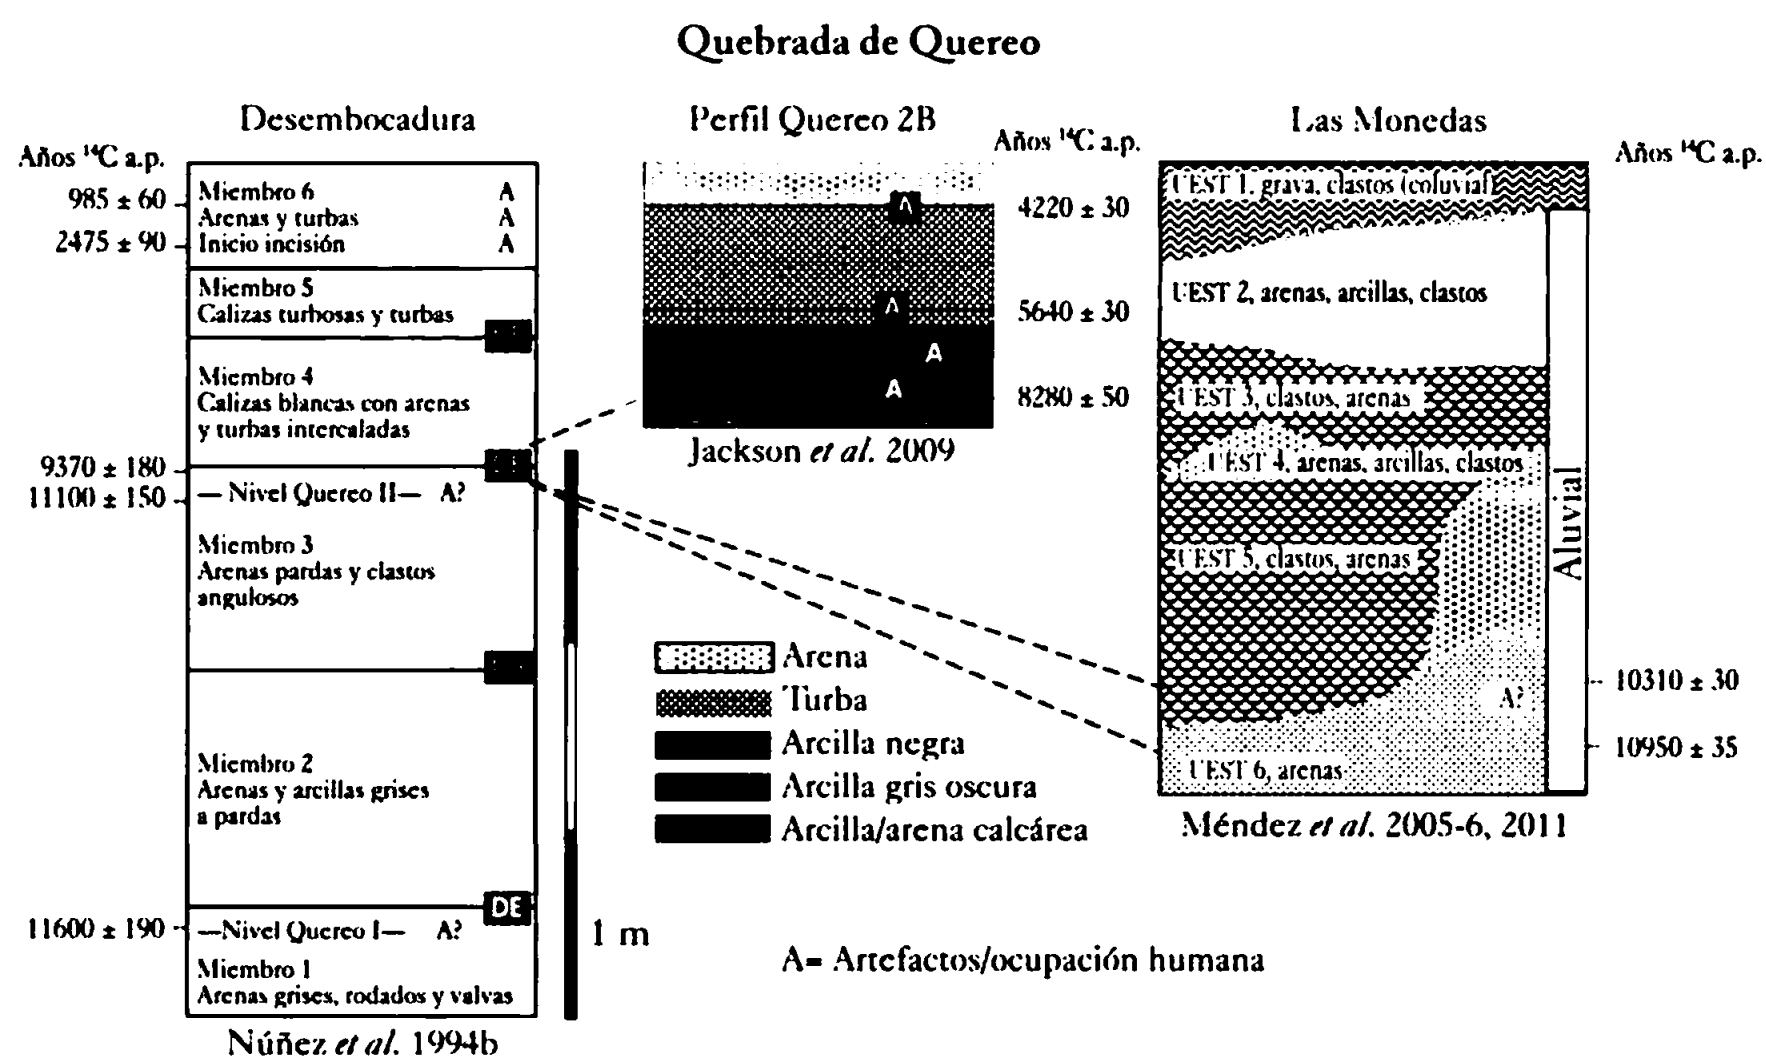 Quebrada de Quereo
Desembocadura
Años ¹⁴C a.p.
985 ± 60
2475 ± 90
9370 ± 180
11100 ± 150
11600 ± 190
Miembro 6 A
Arenas y turbas A
Inicio incisión A
Miembro 5
Calizas turbosas y turbas
Miembro 4
Calizas blancas con arenas
y turbas intercaladas
— Nivel Quereo II— A?
Miembro 3
Arenas pardas y clastos
angulosos
Miembro 2
Arenas y arcillas grises
a pardas
DE
—Nivel Quereo I— A?
Miembro 1
Arenas grises, rodados y valvas
Núñez et al. 1994b
1 m
Perfil Quereo 2B
Años ¹⁴C a.p.
A
4220 ± 30
A
5640 ± 30
A
A
8280 ± 50
Jackson et al. 2009
Arena
Turba
Arcilla negra
Arcilla gris oscura
Arcilla/arena calcárea
A= Artefactos/ocupación humana
Las Monedas
Años ¹⁴C a.p.
UEST 1, grava, clastos (coluvial)
UEST 2, arenas, arcillas, clastos
UEST 3, clastos, arenas
UEST 4, arenas, arcillas, clastos
UEST 5, clastos, arenas
A?
UEST 6, arenas
Aluvial
10310 ± 30
10950 ± 35
Méndez et al. 2005-6, 2011